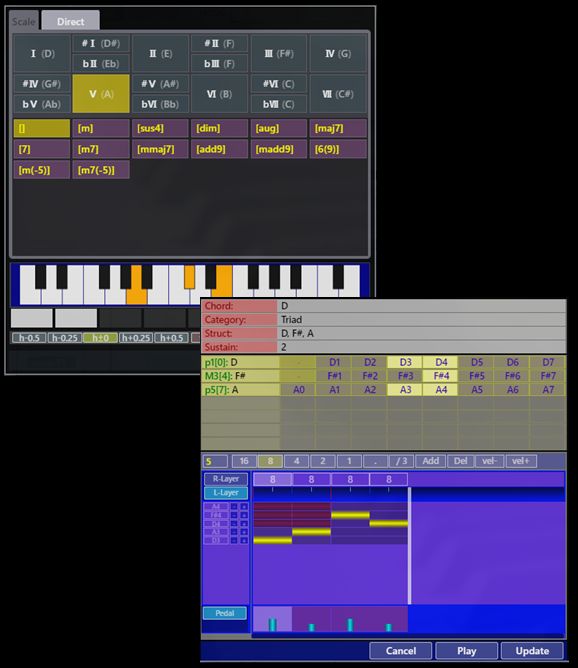 Scale Direct
I (D) #I (D#) II (E) #II (F) III (F#) IV (G)
bII (Eb) bIII (F)
#IV (G#) V (A) #V (A#) VI (B) #VI (C) VII (C#)
bV (Ab) bVI (Bb) bVII (C)
[] [m] [sus4] [dim] [aug] [maj7]
[7] [m7] [mmaj7] [add9] [madd9] [6(9)]
[m(-5)] [m7(-5)]
h-0.5 h-0.25 h±0 h+0.25 h+0.5
Chord: D
Category: Triad
Struct: D, F#, A
Sustain: 2
p1[0]: D - D1 D2 D3 D4 D5 D6 D7
M3[4]: F# - F#1 F#2 F#3 F#4 F#5 F#6 F#7
p5[7]: A A0 A1 A2 A3 A4 A5 A6 A7
5 16 8 4 2 1 . /3 Add Del vel- vel+
R-Layer 8 8 8 8
L-Layer
A4 - +
F#4 - +
D4 - +
A3 - +
D3 - +
Pedal
Cancel Play Update